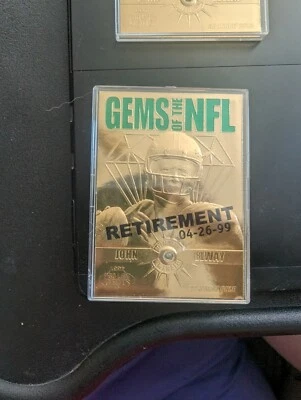 GEMS OF THE NFL
RETIREMENT
04-26-99
JOHN ELWAY